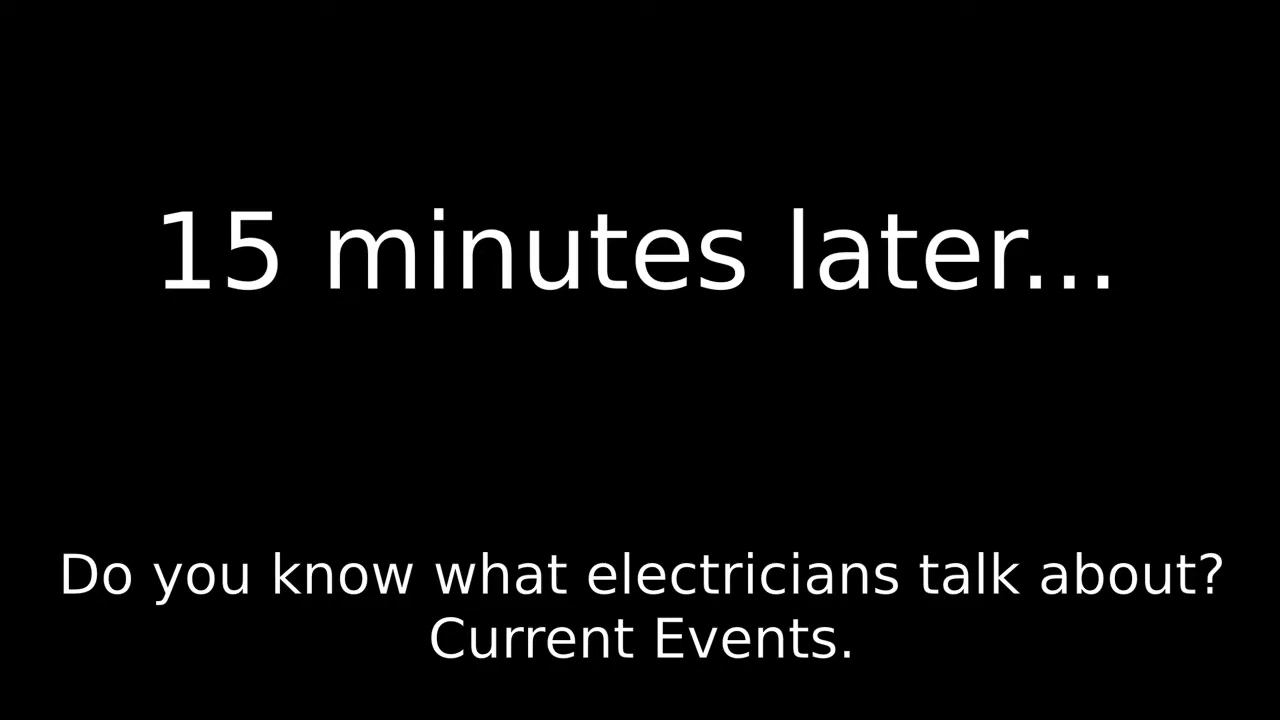 15 minutes later...
Do you know what electricians talk about?
Current Events.